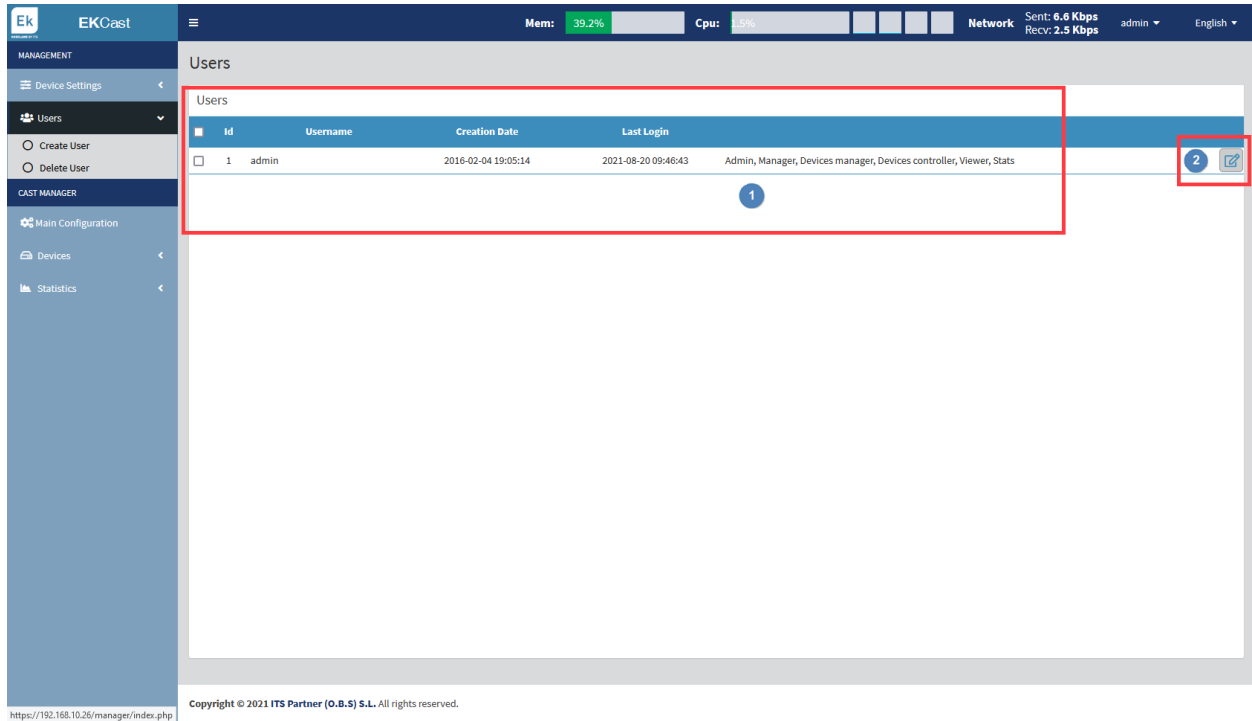 Ek
EKCast
Mem: 39.2% Cpu: 1.5% Network Sent: 6.6 Kbps
Recv: 2.5 Kbps
admin English
MANAGEMENT
Device Settings
Users
Create User
Delete User
CAST MANAGER
Main Configuration
Devices
Statistics
Users
Users
Id Username Creation Date Last Login
1 admin 2016-02-04 19:05:14 2021-08-20 09:46:43 Admin, Manager, Devices manager, Devices controller, Viewer, Stats
2
1
Copyright © 2021 ITS Partner (O.B.S) S.L. All rights reserved.
https://192.168.10.26/manager/index.php